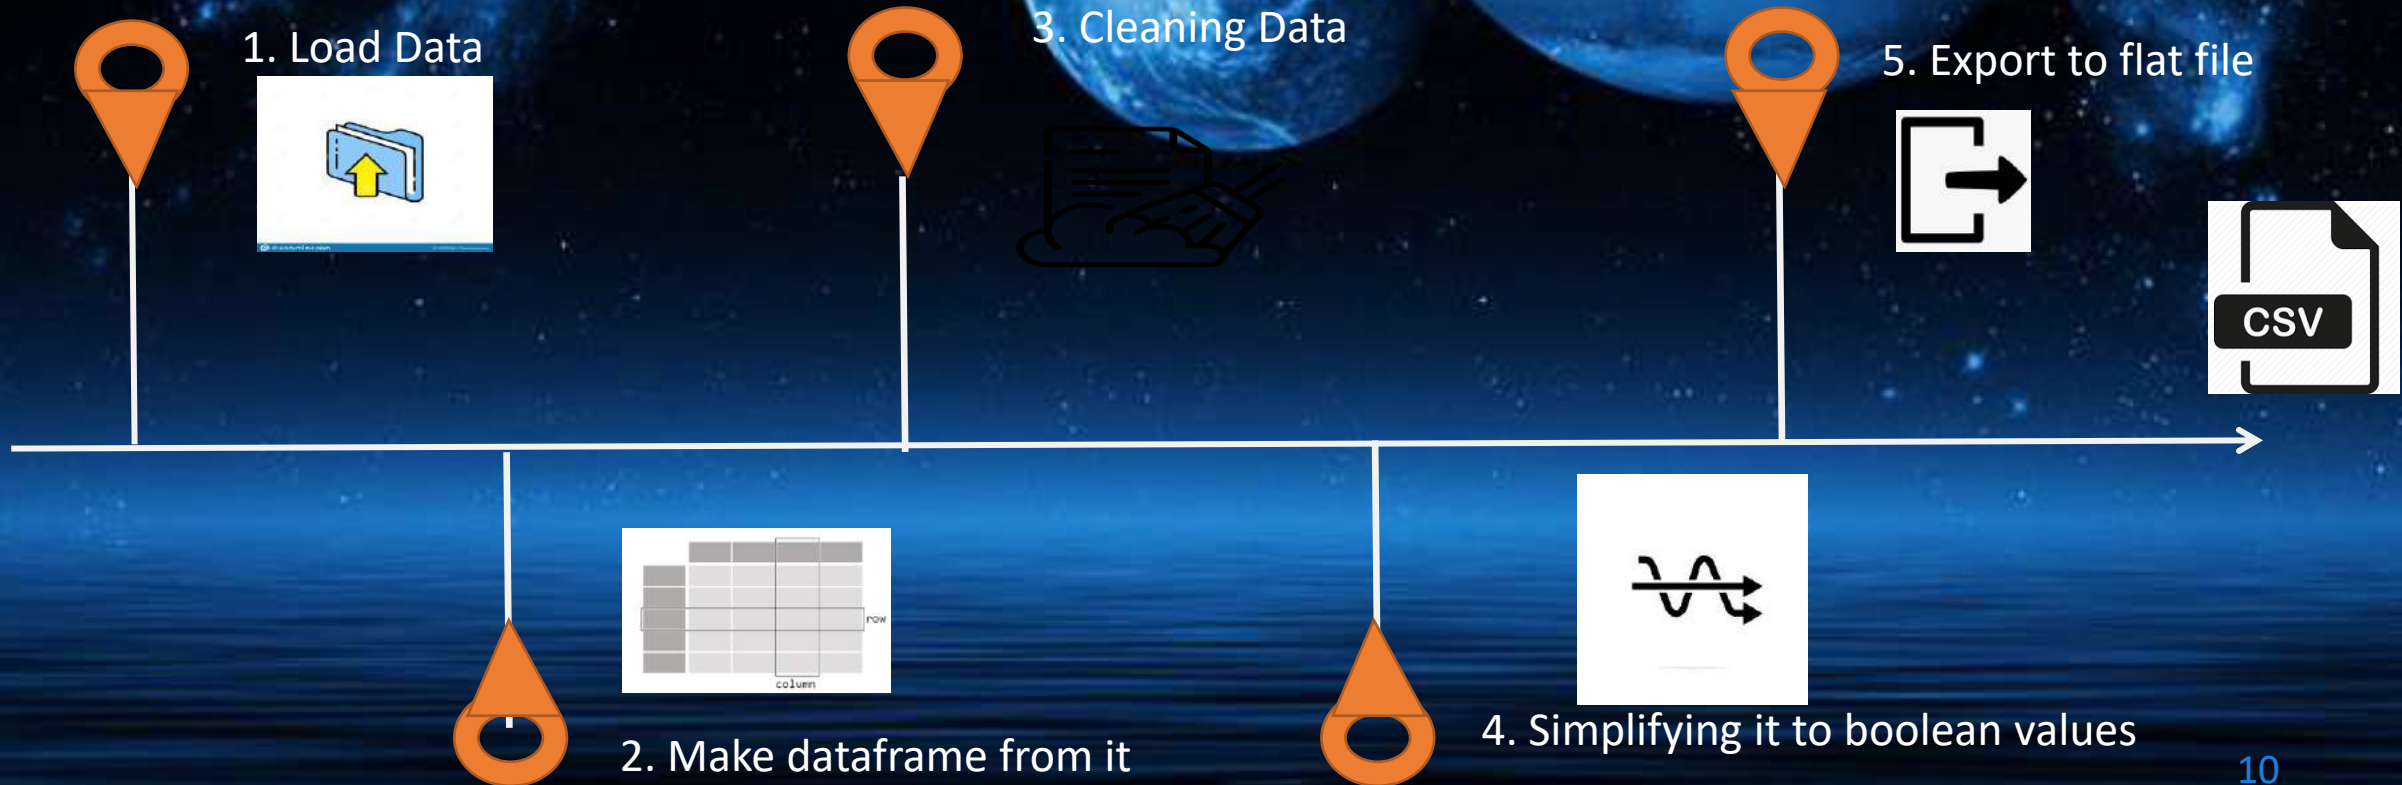 1. Load Data
3. Cleaning Data
5. Export to flat file
CSV
row
column
2. Make dataframe from it
4. Simplifying it to boolean values
10